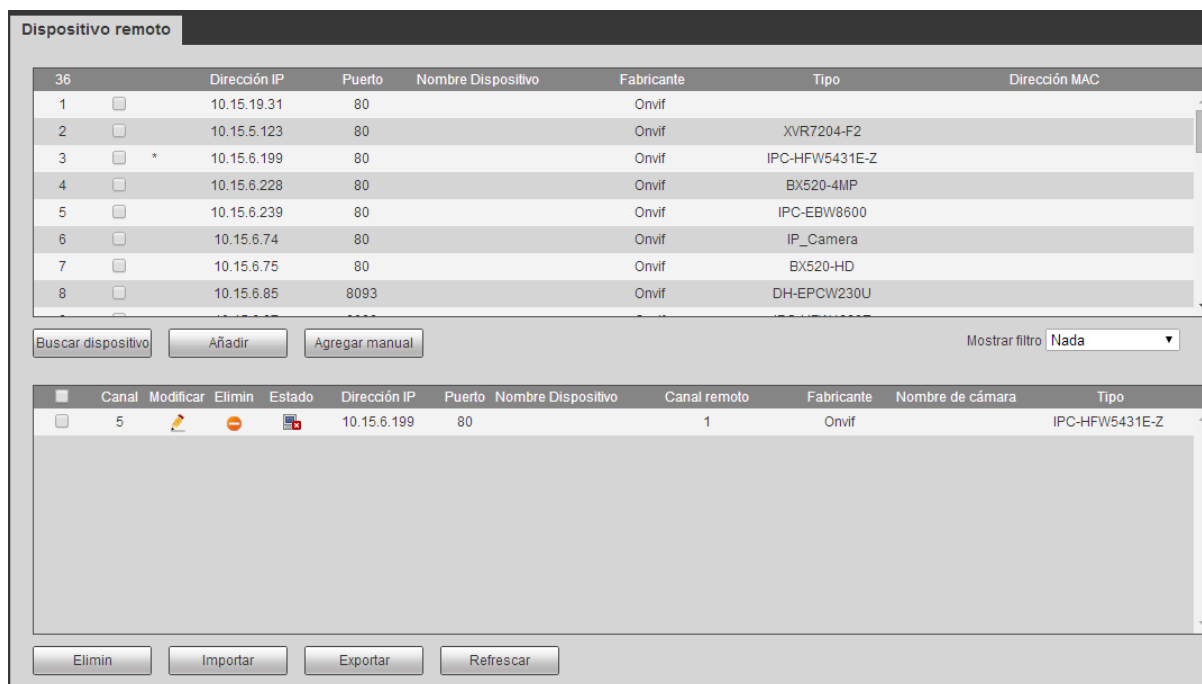 Dispositivo remoto
36 Dirección IP Puerto Nombre Dispositivo Fabricante Tipo Dirección MAC
1 10.15.19.31 80 Onvif
2 10.15.5.123 80 Onvif XVR7204-F2
3 * 10.15.6.199 80 Onvif IPC-HFW5431E-Z
4 10.15.6.228 80 Onvif BX520-4MP
5 10.15.6.239 80 Onvif IPC-EBW8600
6 10.15.6.74 80 Onvif IP_Camera
7 10.15.6.75 80 Onvif BX520-HD
8 10.15.6.85 8093 Onvif DH-EPCW230U
Buscar dispositivo Añadir Agregar manual Mostrar filtro Nada
Canal Modificar Elimin Estado Dirección IP Puerto Nombre Dispositivo Canal remoto Fabricante Nombre de cámara Tipo
5 10.15.6.199 80 1 Onvif IPC-HFW5431E-Z
Elimin Importar Exportar Refrescar